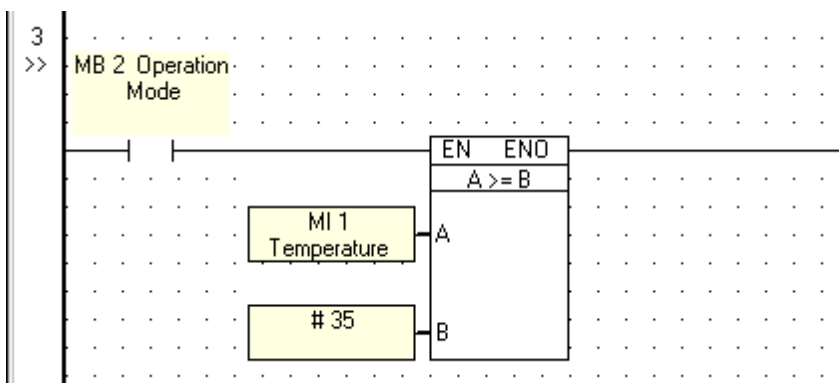 3
>>
MB 2 Operation
Mode
EN ENO
A >= B
MI 1
Temperature
A
# 35
B